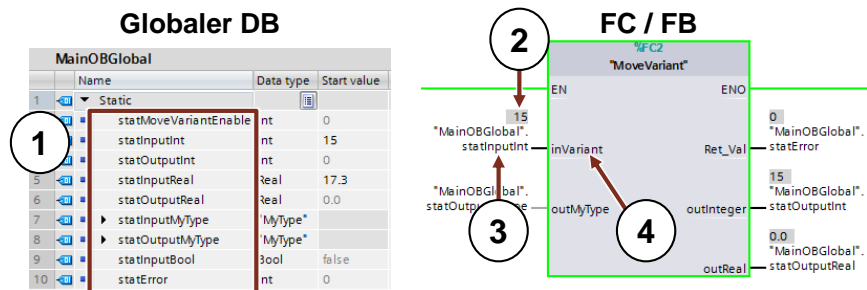 Globaler DB
MainOBGlobal
Name Data type Start value
1 Static
statMoveVariantEnable nt 0
1
statInputInt nt 15
statOutputInt nt 0
5 statInputReal Real 17.3
6 statOutputReal Real 0.0
7 statInputMyType "MyType"
8 statOutputMyType "MyType"
9 statInputBool Bool false
10 statError nt 0
FC / FB
2
%FC2
"MoveVariant"
EN ENO
15
"MainOBGlobal".
statInputInt
inVariant
0
"MainOBGlobal".
Ret_Val statError
"MainOBGlobal".
outMyType
15
"MainOBGlobal".
outInteger statOutputInt
3
4
0.0
"MainOBGlobal".
outReal statOutputReal